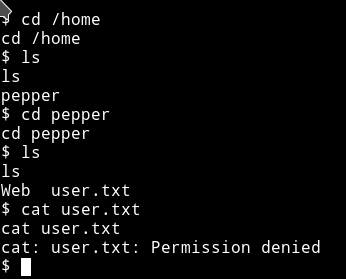 $ cd /home
cd /home
$ ls
ls
pepper
$ cd pepper
cd pepper
$ ls
ls
Web  user.txt
$ cat user.txt
cat user.txt
cat: user.txt: Permission denied
$